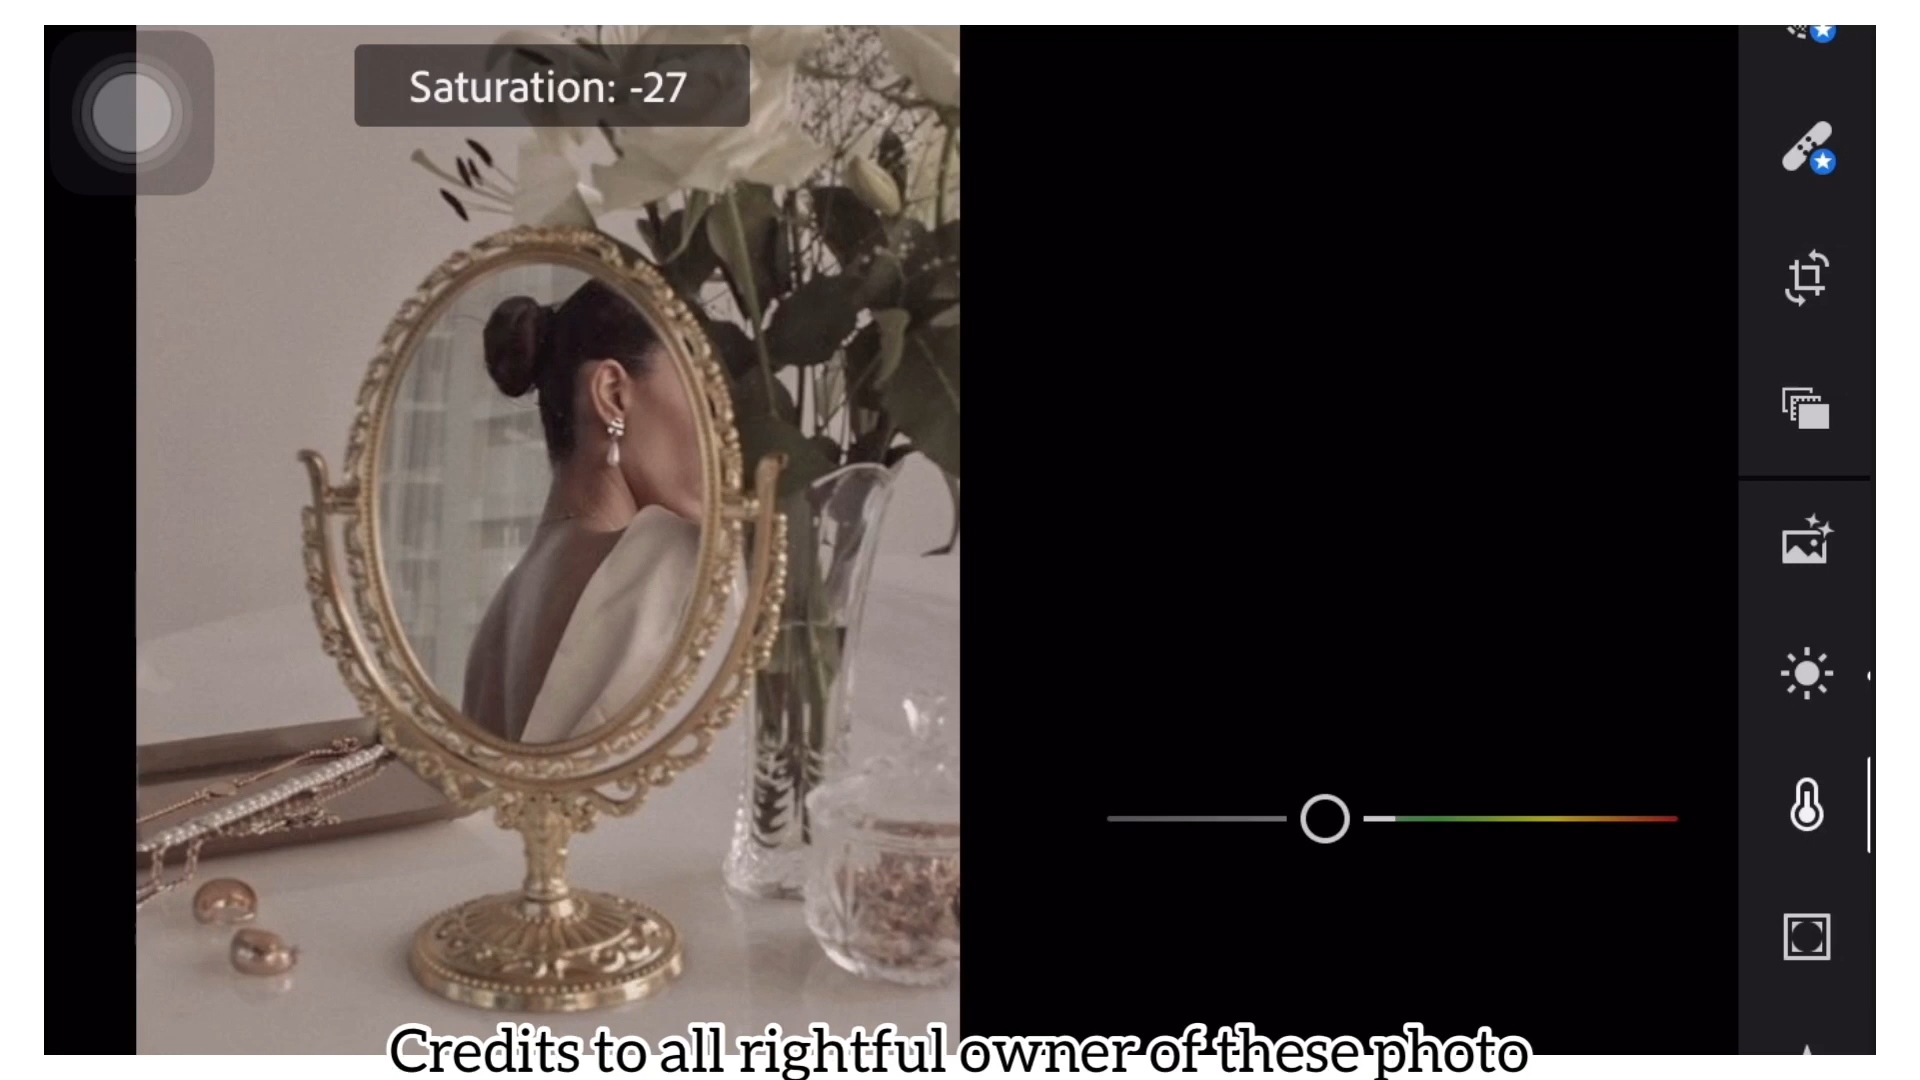 Saturation: -27
Credits to all rightful owner of these photo